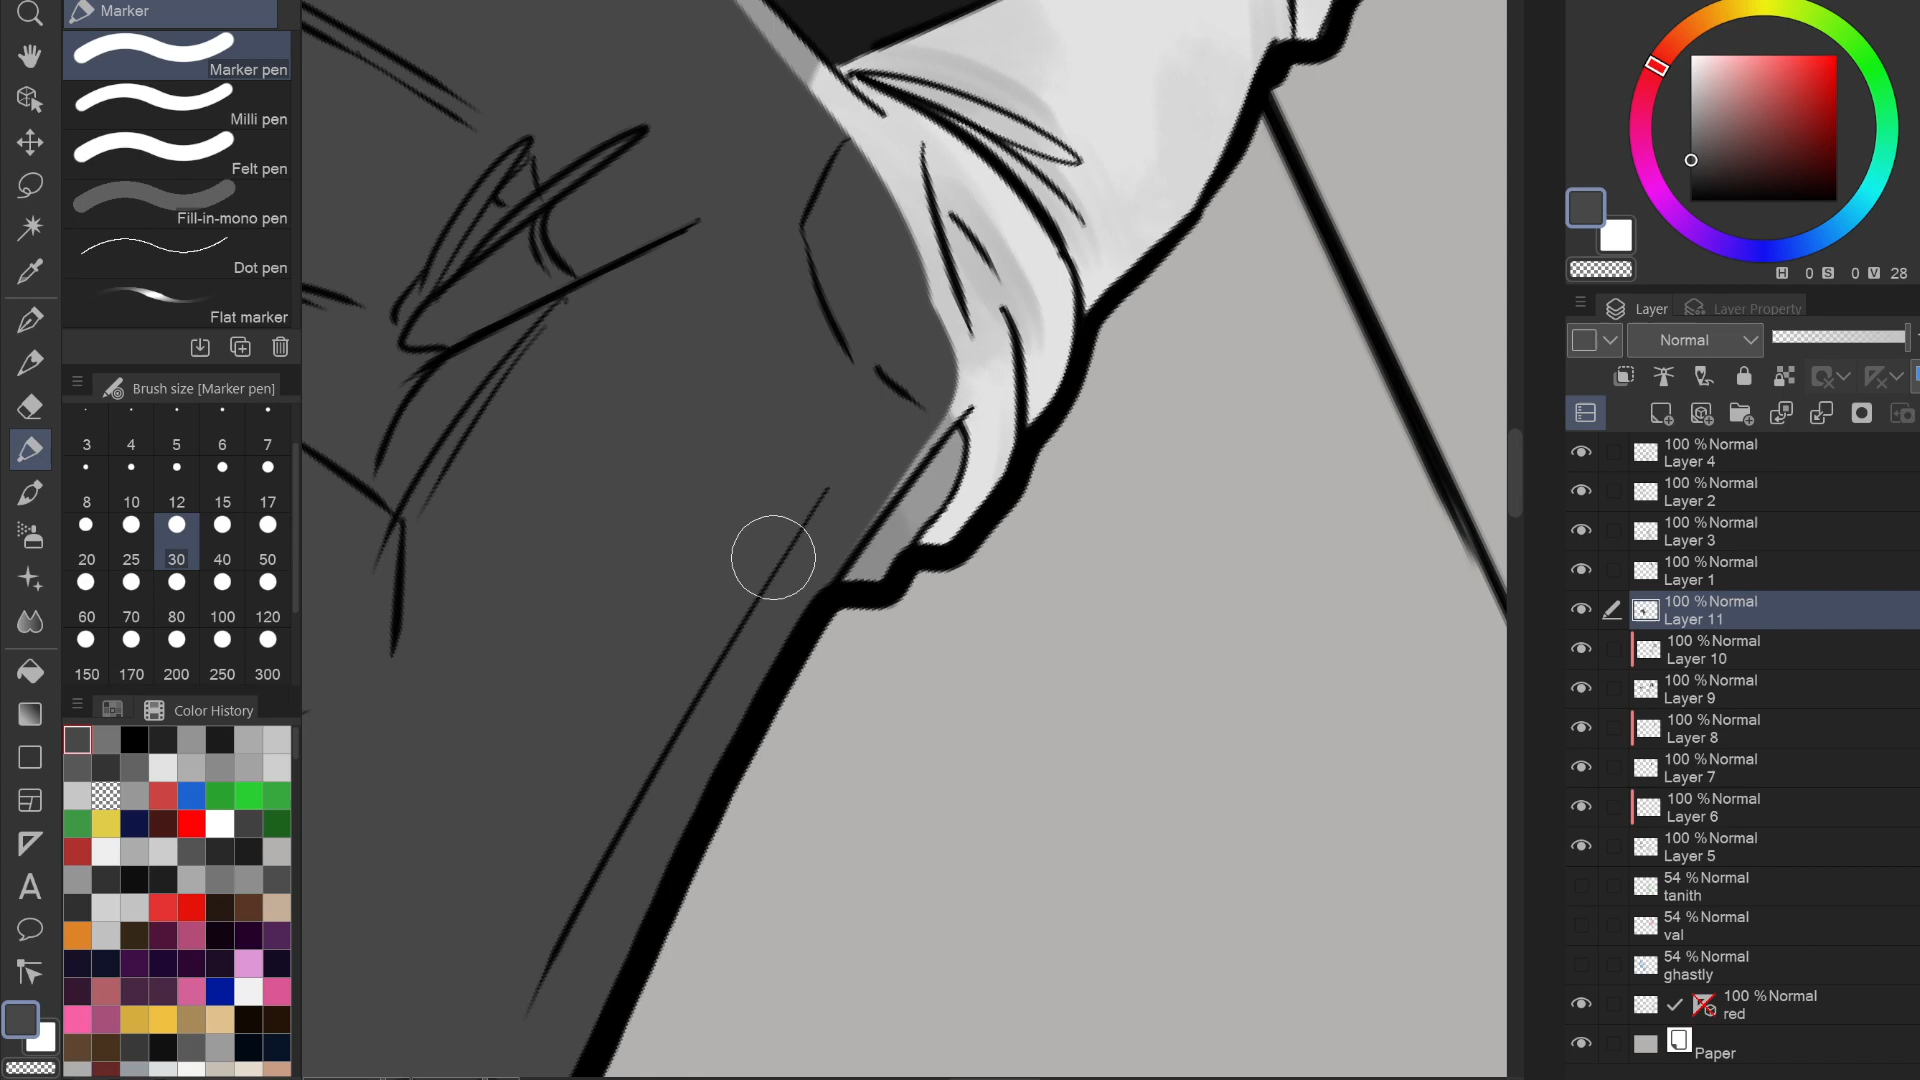 Marker
Marker pen
Milli pen
Felt pen
Fill-in-mono pen
Dot pen
Flat marker
Brush size [Marker pen]
3 4 5 6 7
8 10 12 15 17
20 25 30 40 50
60 70 80 100 120
150 170 200 250 300
Color History
H 0 S 0 V 28
Layer Layer Property
Normal
100 %Normal
Layer 4
100 %Normal
Layer 2
100 %Normal
Layer 3
100 %Normal
Layer 1
100 %Normal
Layer 11
100 %Normal
Layer 10
100 %Normal
Layer 9
100 %Normal
Layer 8
100 %Normal
Layer 7
100 %Normal
Layer 6
100 %Normal
Layer 5
54 %Normal
tanith
54 %Normal
val
54 %Normal
ghastly
100 %Normal
red
Paper